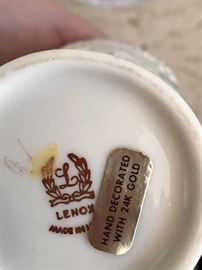 L
LENOX
MADE IN
HAND DECORATED
WITH 24K GOLD